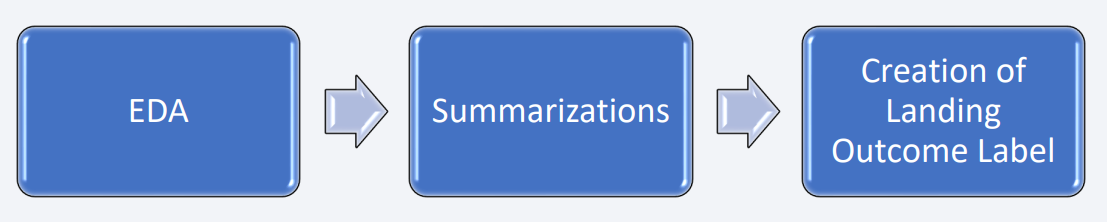 EDA
Summarizations
Creation of
Landing
Outcome Label